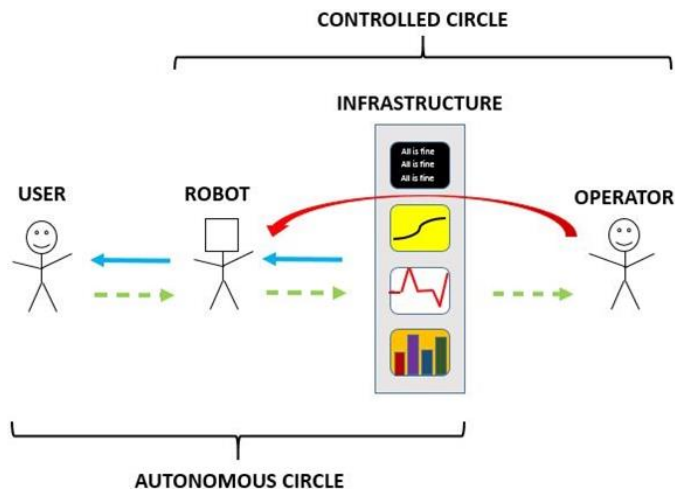 CONTROLLED CIRCLE
INFRASTRUCTURE
All is fine
All is fine
All is fine
USER
ROBOT
OPERATOR
AUTONOMOUS CIRCLE